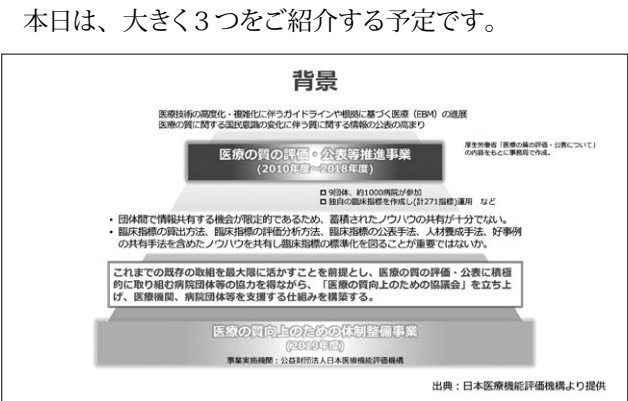 本日は、大きく３つをご紹介する予定です。
背景
医療技術の高度化・複雑化に伴うガイドラインや根拠に基づく医療（EBM）の進展
医療の質に関する国民意識の変化に伴う質に関する情報の公表の高まり
医療の質の評価・公表等推進事業
(2010年度～2018年度)
厚生労働省「医療の質の評価・公表について」
の内容をもとに事務局で作成。
□ 9団体、約1000病院が参加
□ 独自の臨床指標を作成し(計271指標)運用　など
・団体間で情報共有する機会が限定的であるため、蓄積されたノウハウの共有が十分でない。
・臨床指標の算出方法、臨床指標の評価分析方法、臨床指標の公表手法、人材養成手法、好事例
の共有手法を含めたノウハウを共有し臨床指標の標準化を図ることが重要ではないか。
これまでの既存の取組を最大限に活かすことを前提とし、医療の質の評価・公表に積極
的に取り組む病院団体等の協力を得ながら、「医療の質向上のための協議会」を立ち上
げ、医療機関、病院団体等を支援する仕組みを構築する。
医療の質向上のための体制整備事業
(2019年度)
事業実施機関：公益財団法人日本医療機能評価機構
出典：日本医療機能評価機構より提供